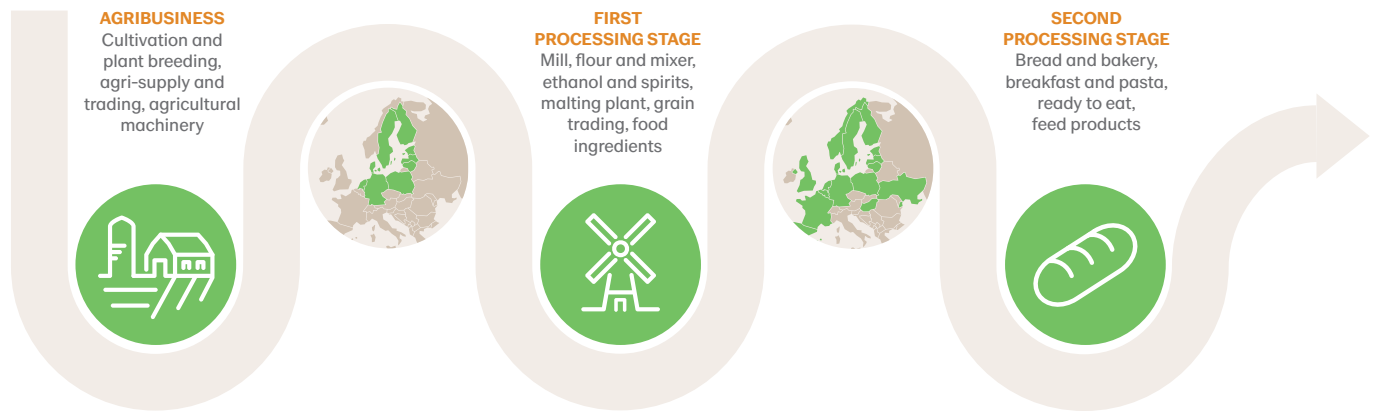 AGRIBUSINESS
Cultivation and
plant breeding,
agri-supply and
trading, agricultural
machinery
FIRST
PROCESSING STAGE
Mill, flour and mixer,
ethanol and spirits,
malting plant, grain
trading, food
ingredients
SECOND
PROCESSING STAGE
Bread and bakery,
breakfast and pasta,
ready to eat,
feed products